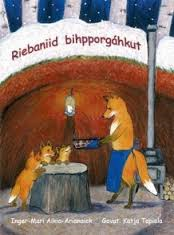 Riebaniid bihpporgáhkut
Inger-Mari Aikio-Arianaick Govat: Katja Tapiola